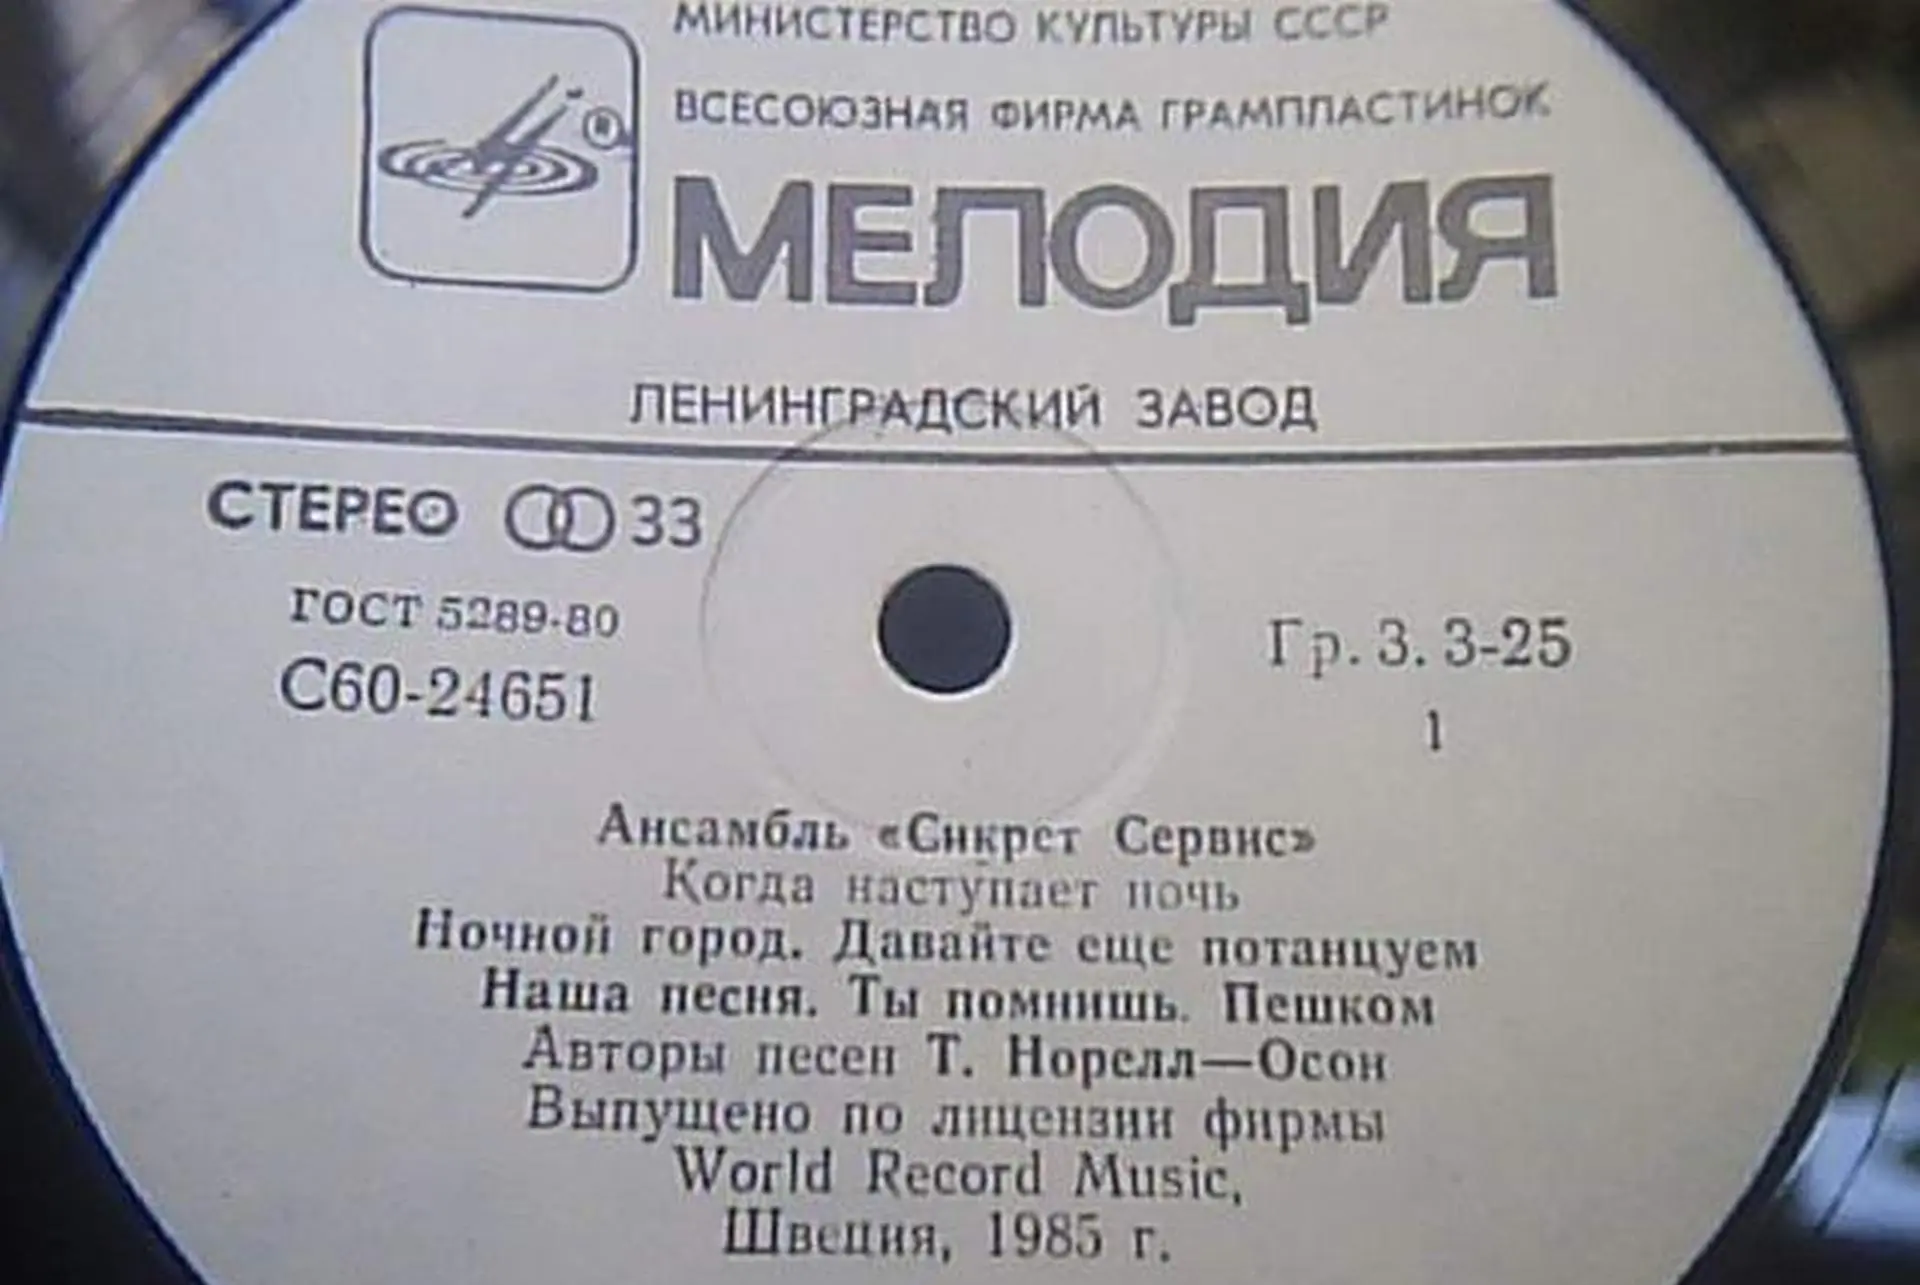 МИНИСТЕРСТВО КУЛЬТУРЫ СССР
ВСЕСОЮЗНАЯ ФИРМА ГРАМПЛАСТИНОК
®
МЕЛОДИЯ
ЛЕНИНГРАДСКИЙ ЗАВОД
СТЕРЕО 33
ГОСТ 5289-80
С60-24651
Гр. 3. 3-25
1
Ансамбль «Сикрет Сервис»
Когда наступает ночь
Ночной город. Давайте еще потанцуем
Наша песня. Ты помнишь. Пешком
Авторы песен Т. Норелл—Осон
Выпущено по лицензии фирмы
World Record Music,
Швеция, 1985 г.